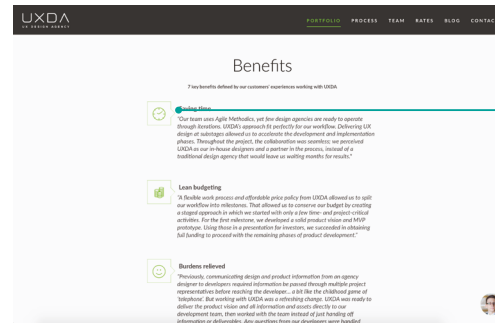 UXDA
UX DESIGN AGENCY
PORTFOLIO PROCESS TEAM RATES BLOG CONTAC
Benefits
7 key benefits defined by our customers' experiences working with UXDA
Saving time
"Our team uses Agile Methodics, yet few design agencies are ready to operate
through iterations. UXDA's approach fit perfectly for our workflow. Delivering UX
design at substages allowed us to accelerate the development and implementation
phases. Throughout the project, the collaboration was seamless; we perceived
UXDA as our in-house designers and a partner in the process, instead of a
traditional design agency that would leave us waiting months for results."
Lean budgeting
"A flexible work process and affordable price policy from UXDA allowed us to split
our workflow into milestones. That allowed us to conserve our budget by creating
a staged approach in which we started with only a few time- and project-critical
activities. For the first milestone, we developed a solid product vision and MVP
prototype. Using those in a presentation for investors, we succeeded in obtaining
full funding to proceed with the remaining phases of product development."
Burdens relieved
"Previously, communicating design and product information from an agency
designer to developers required information be passed through multiple project
representatives before reaching the developer... a bit like the childhood game of
'telephone'. But working with UXDA was a refreshing change. UXDA was ready to
deliver the product vision and all information and assets directly to our
development team, then worked with the team instead of just handing off
information or deliverables. Any questions from our developers were handled